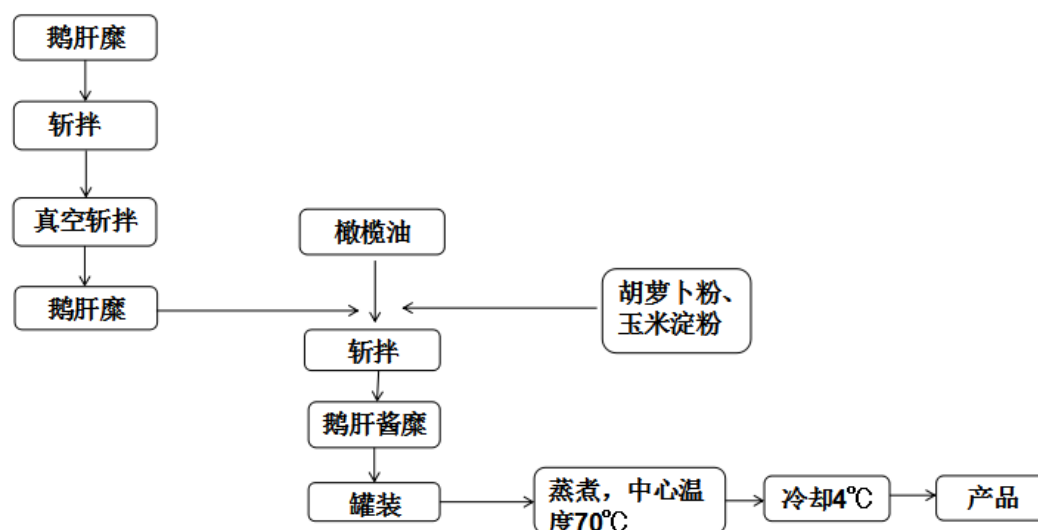 鹅肝糜
斩拌
真空斩拌
鹅肝糜
橄榄油
胡萝卜粉、
玉米淀粉
斩拌
鹅肝酱糜
罐装
蒸煮，中心温
度70℃
冷却4℃
产品